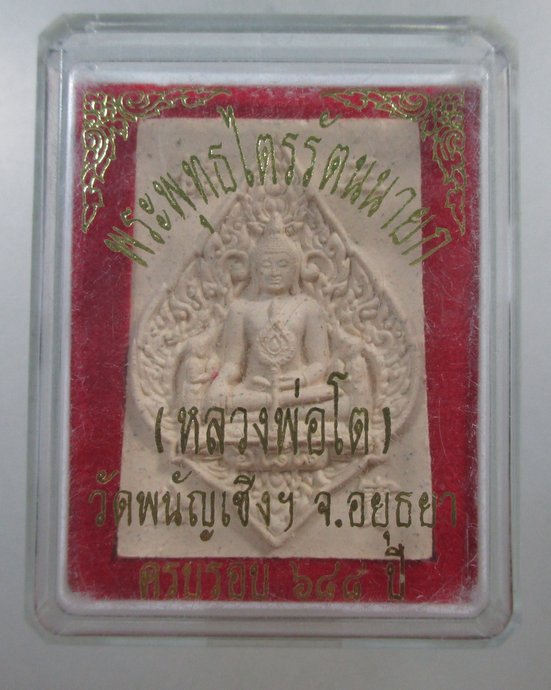 พระพุทธไตรรัตนนายก
(หลวงพ่อโต)
วัดพนัญเชิงฯ จ.อยุธยา
ครบรอบ ๖๘๘ ปี